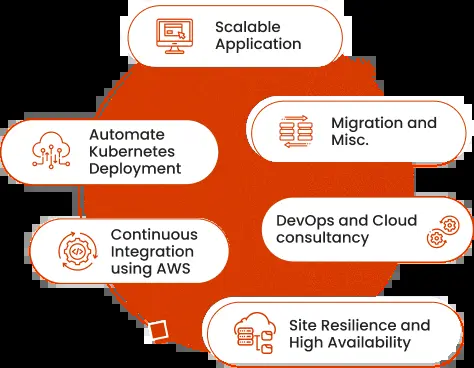 Scalable
Application
Migration and
Misc.
Automate
Kubernetes
Deployment
DevOps and Cloud
consultancy
Continuous
Integration
using AWS
Site Resilience and
High Availability